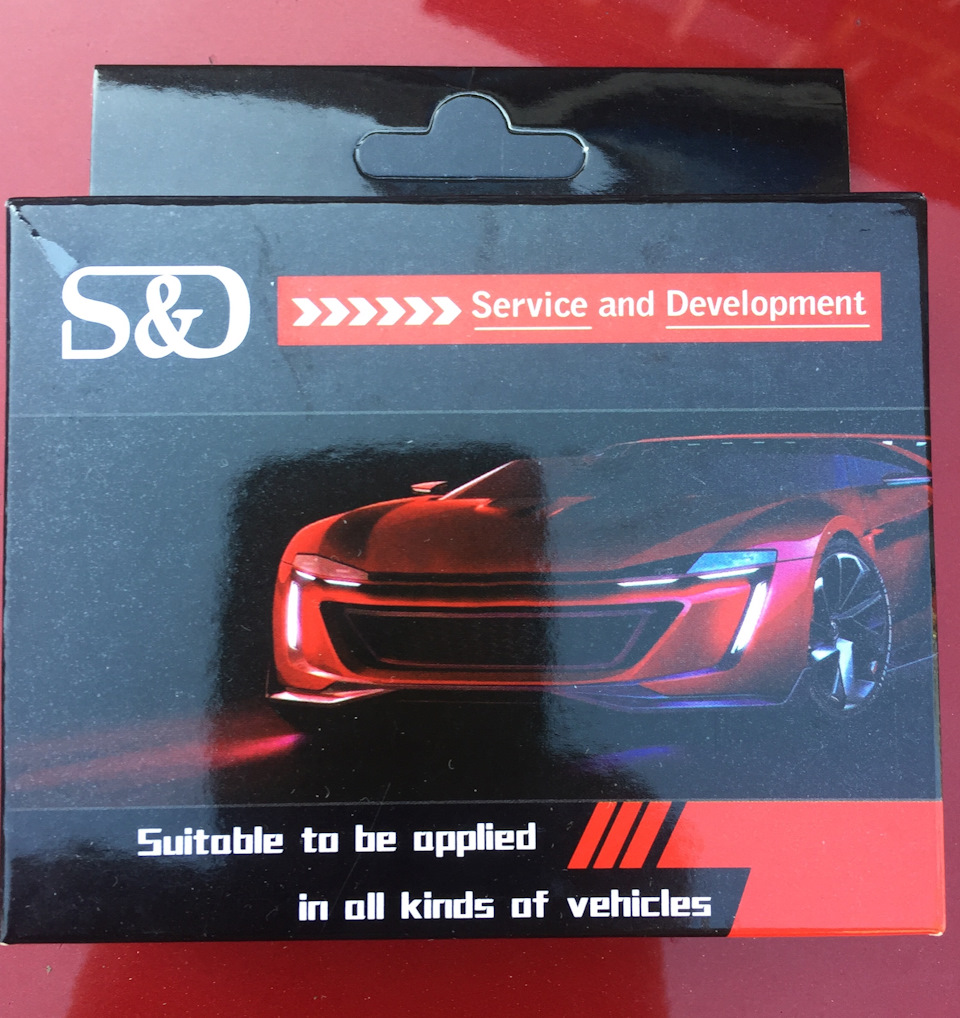 S&D
Service and Development
Suitable to be applied
in all kinds of vehicles